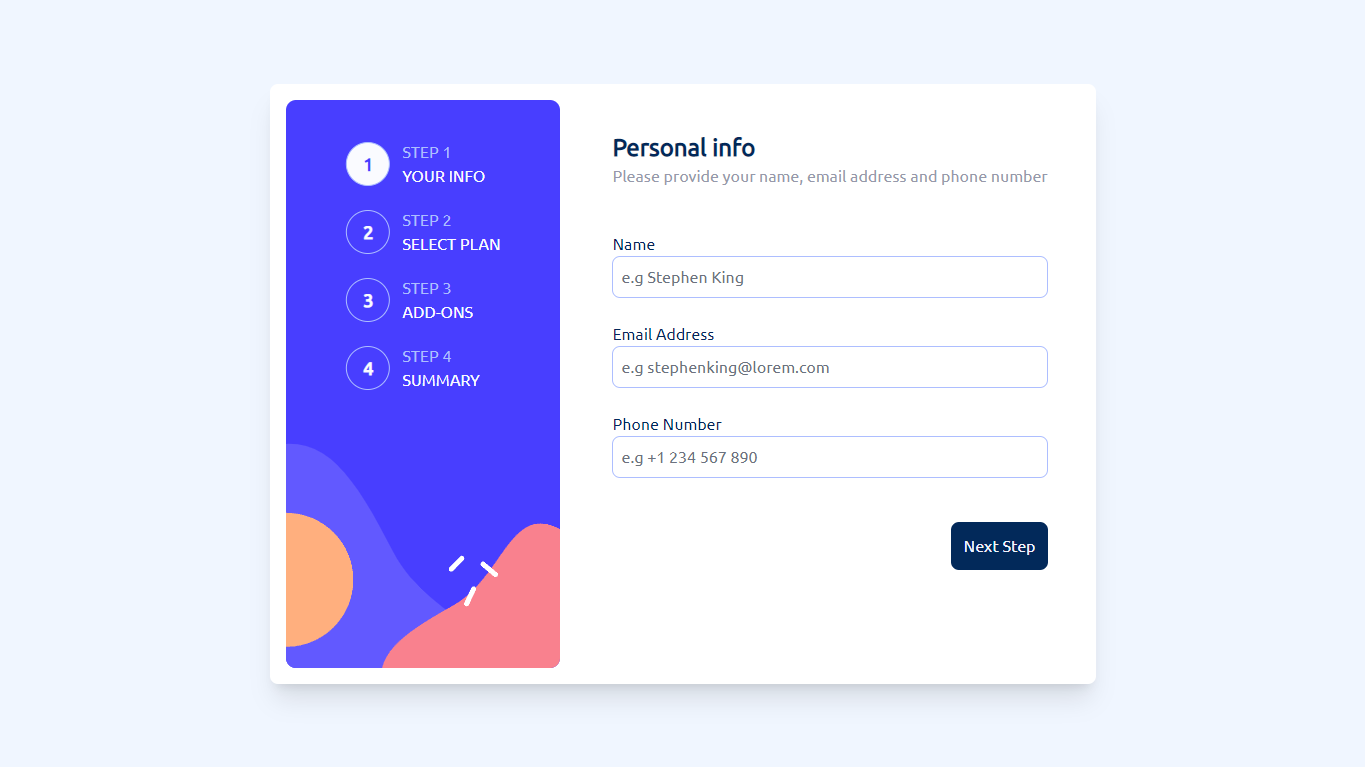 1
STEP 1
YOUR INFO
2
STEP 2
SELECT PLAN
3
STEP 3
ADD-ONS
4
STEP 4
SUMMARY
Personal info
Please provide your name, email address and phone number
Name
e.g Stephen King
Email Address
e.g stephenking@lorem.com
Phone Number
e.g +1 234 567 890
Next Step